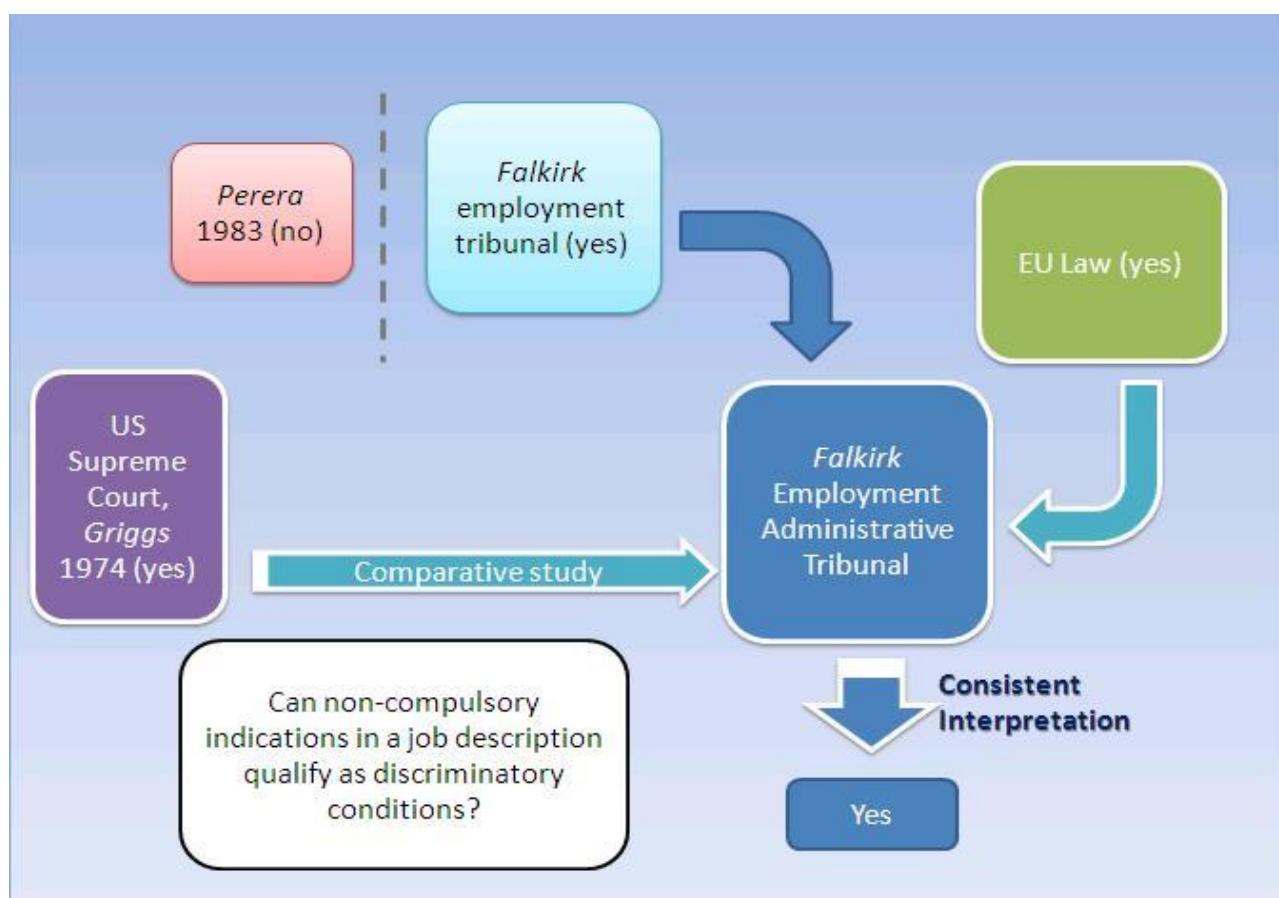 Perera
1983 (no)
Falkirk
employment
tribunal (yes)
EU Law (yes)
US
Supreme
Court,
Griggs
1974 (yes)
Comparative study
Falkirk
Employment
Administrative
Tribunal
Can non-compulsory
indications in a job description
qualify as discriminatory
conditions?
Consistent
Interpretation
Yes